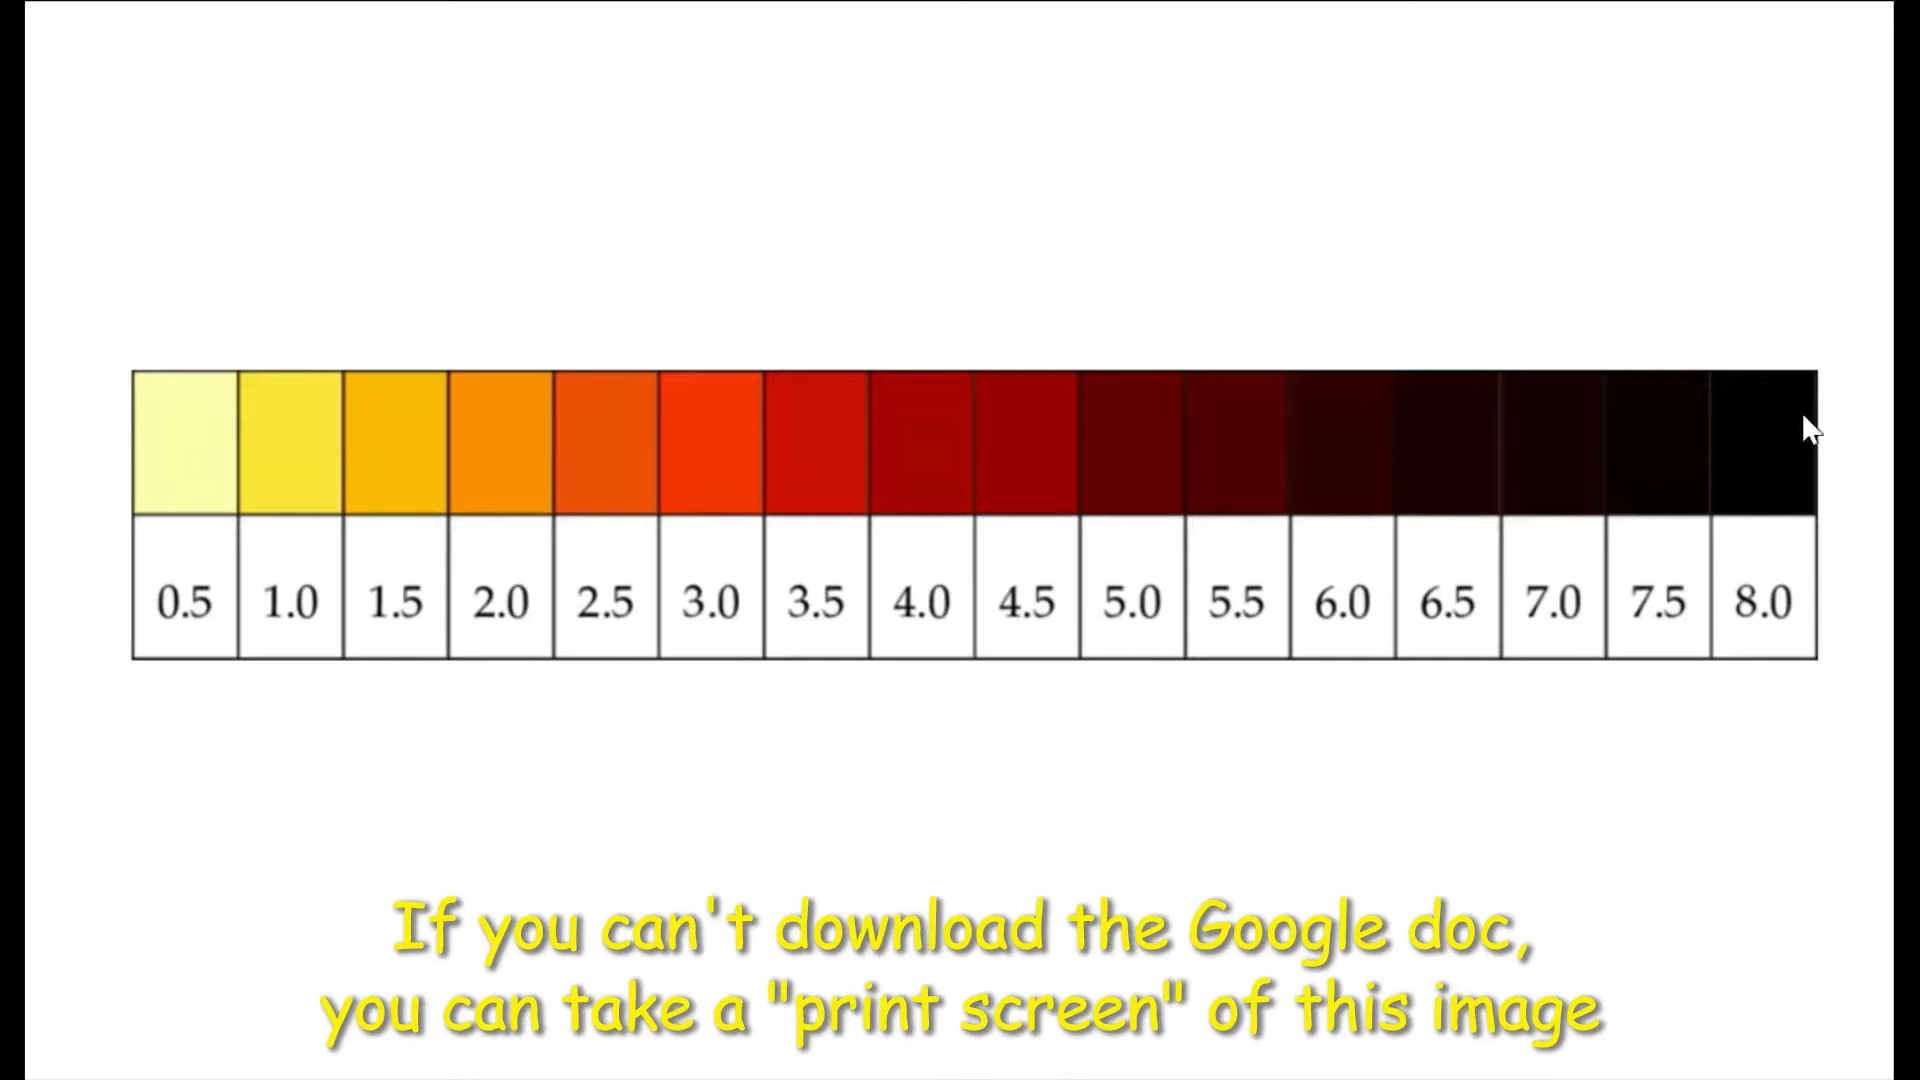 0.5 1.0 1.5 2.0 2.5 3.0 3.5 4.0 4.5 5.0 5.5 6.0 6.5 7.0 7.5 8.0
If you can't download the Google doc,
you can take a "print screen" of this image